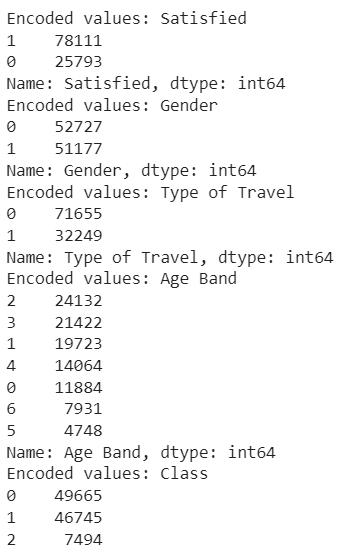 Encoded values: Satisfied
1    78111
0    25793
Name: Satisfied, dtype: int64
Encoded values: Gender
0    52727
1    51177
Name: Gender, dtype: int64
Encoded values: Type of Travel
0    71655
1    32249
Name: Type of Travel, dtype: int64
Encoded values: Age Band
2    24132
3    21422
1    19723
4    14064
0    11884
6     7931
5     4748
Name: Age Band, dtype: int64
Encoded values: Class
0    49665
1    46745
2     7494